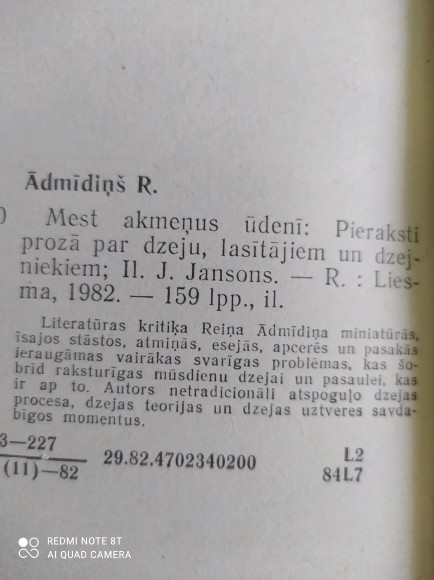 Ādmīdiņš R.
0 Mest akmeņus ūdenī: Pieraksti
prozā par dzeju, lasītājiem un dzej-
niekiem; Il. J. Jansons. — R. : Lies-
ma, 1982. — 159 lpp., il.
Literatūras kritiķa Reiņa Ādmīdiņa miniatūrās,
īsajos stāstos, atmiņās, esejās, apcerēs un pasakās
ieraugāmas vairākas svarīgas problēmas, kas šo-
brīd raksturīgas mūsdienu dzejai un pasaulei, kas
ir ap to. Autors netradicionāli atspoguļo dzejas
procesa, dzejas teorijas un dzejas uztveres savda-
bīgos momentus.
3—227
(11)—82
29.82.4702340200
L2
84L7
REDMI NOTE 8T
AI QUAD CAMERA